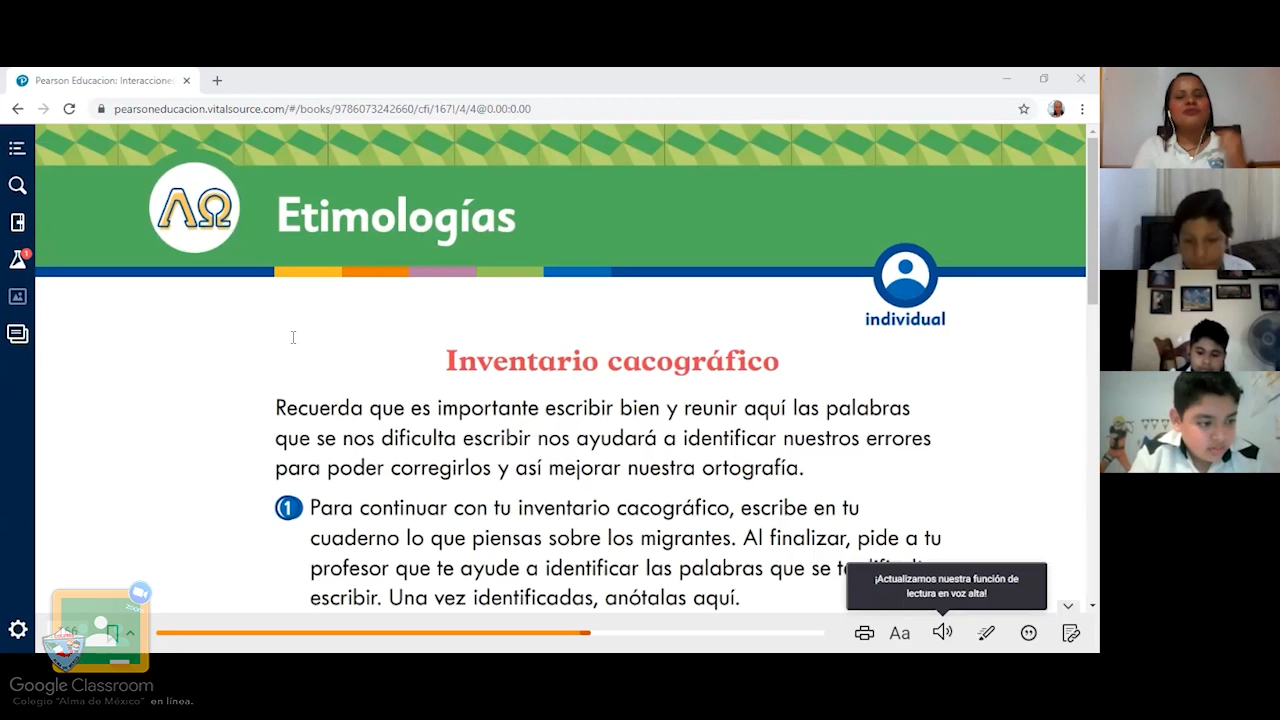 Pearson Educacion: Interaccione
pearsoneducacion.vitalsource.com/#/books/9786073242660/cfi/167!/4/4@0.00:0.00
1
ΛΩ
Etimologías
individual
Inventario cacográfico
Recuerda que es importante escribir bien y reunir aquí las palabras
que se nos dificulta escribir nos ayudará a identificar nuestros errores
para poder corregirlos y así mejorar nuestra ortografía.
1 Para continuar con tu inventario cacográfico, escribe en tu
cuaderno lo que piensas sobre los migrantes. Al finalizar, pide a tu
profesor que te ayude a identificar las palabras que se te
escribir. Una vez identificadas, anótalas aquí.
¡Actualizamos nuestra función de
lectura en voz alta!
Aa
zoom
Google Classroom
Colegio "Alma de México" en línea.